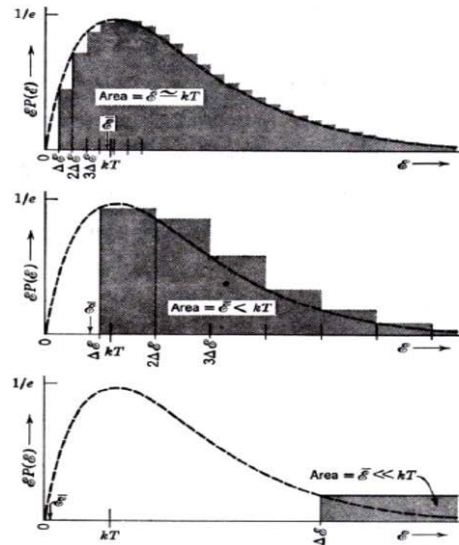 1/e
ℰP(ℰ) ⟶
Area = ℰ̄ ≃ kT
ℰ̄
0 Δℰ 2Δℰ 3Δℰ kT ℰ ⟶
1/e
ℰP(ℰ) ⟶
Area = ℰ̄ < kT
ℰ̄
0 Δℰ kT 2Δℰ 3Δℰ ℰ ⟶
1/e
ℰP(ℰ) ⟶
Area = ℰ̄ ≪ kT
ℰ̄
0 kT Δℰ ℰ ⟶